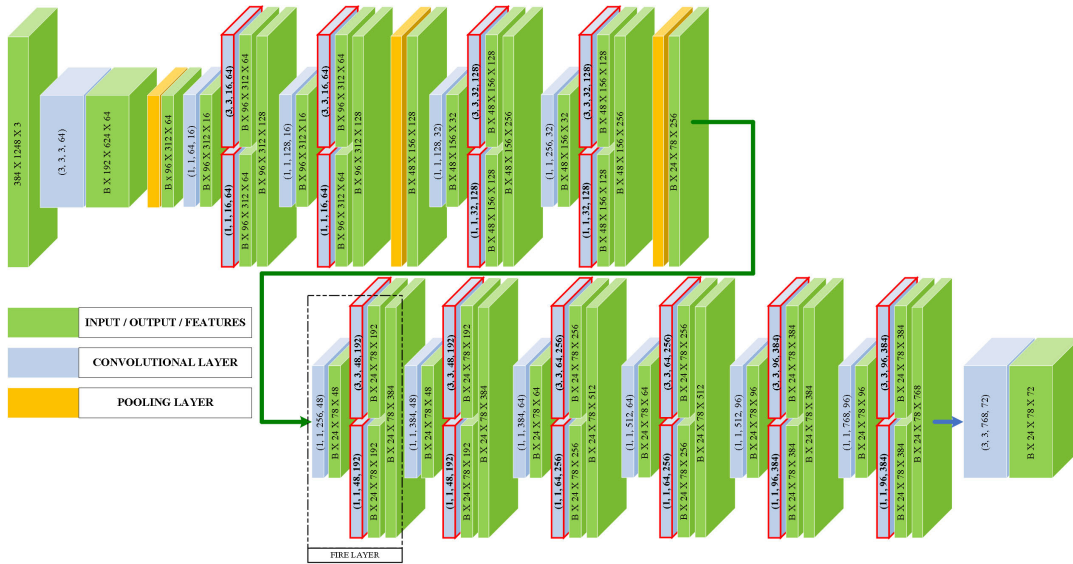 384 X 1248 X 3
(3, 3, 3, 64)
B X 192 X 624 X 64
B x 96 X 312 X 64
(1, 1, 64, 16)
B X 96 X 312 X 16
(3, 3, 16, 64)
B X 96 X 312 X 64
(1, 1, 16, 64)
B X 96 X 312 X 64
B X 96 X 312 X 128
(1, 1, 128, 16)
B X 96 X 312 X 16
(3, 3, 16, 64)
B X 96 X 312 X 64
(1, 1, 16, 64)
B X 96 X 312 X 64
B X 96 X 312 X 128
B X 48 X 156 X 128
(1, 1, 128, 32)
B X 48 X 156 X 32
(3, 3, 32, 128)
B X 48 X 156 X 128
(1, 1, 32, 128)
B X 48 X 156 X 128
B X 48 X 156 X 256
(1, 1, 256, 32)
B X 48 X 156 X 32
(3, 3, 32, 128)
B X 48 X 156 X 128
(1, 1, 32, 128)
B X 48 X 156 X 128
B X 48 X 156 X 256
B X 24 X 78 X 256
INPUT / OUTPUT / FEATURES
CONVOLUTIONAL LAYER
POOLING LAYER
(1, 1, 256, 48)
B X 24 X 78 X 48
(3, 3, 48, 192)
B X 24 X 78 X 192
(1, 1, 48, 192)
B X 24 X 78 X 192
B X 24 X 78 X 384
FIRE LAYER
(1, 1, 384, 48)
B X 24 X 78 X 48
(3, 3, 48, 192)
B X 24 X 78 X 192
(1, 1, 48, 192)
B X 24 X 78 X 192
B X 24 X 78 X 384
(1, 1, 384, 64)
B X 24 X 78 X 64
(3, 3, 64, 256)
B X 24 X 78 X 256
(1, 1, 64, 256)
B X 24 X 78 X 256
B X 24 X 78 X 512
(1, 1, 512, 64)
B X 24 X 78 X 64
(3, 3, 64, 256)
B X 24 X 78 X 256
(1, 1, 64, 256)
B X 24 X 78 X 256
B X 24 X 78 X 512
(1, 1, 512, 96)
B X 24 X 78 X 96
(3, 3, 96, 384)
B X 24 X 78 X 384
(1, 1, 96, 384)
B X 24 X 78 X 384
B X 24 X 78 X 384
(1, 1, 768, 96)
B X 24 X 78 X 96
(3, 3, 96, 384)
B X 24 X 78 X 384
(1, 1, 96, 384)
B X 24 X 78 X 384
B X 24 X 78 X 768
(3, 3, 768, 72)
B X 24 X 78 X 72